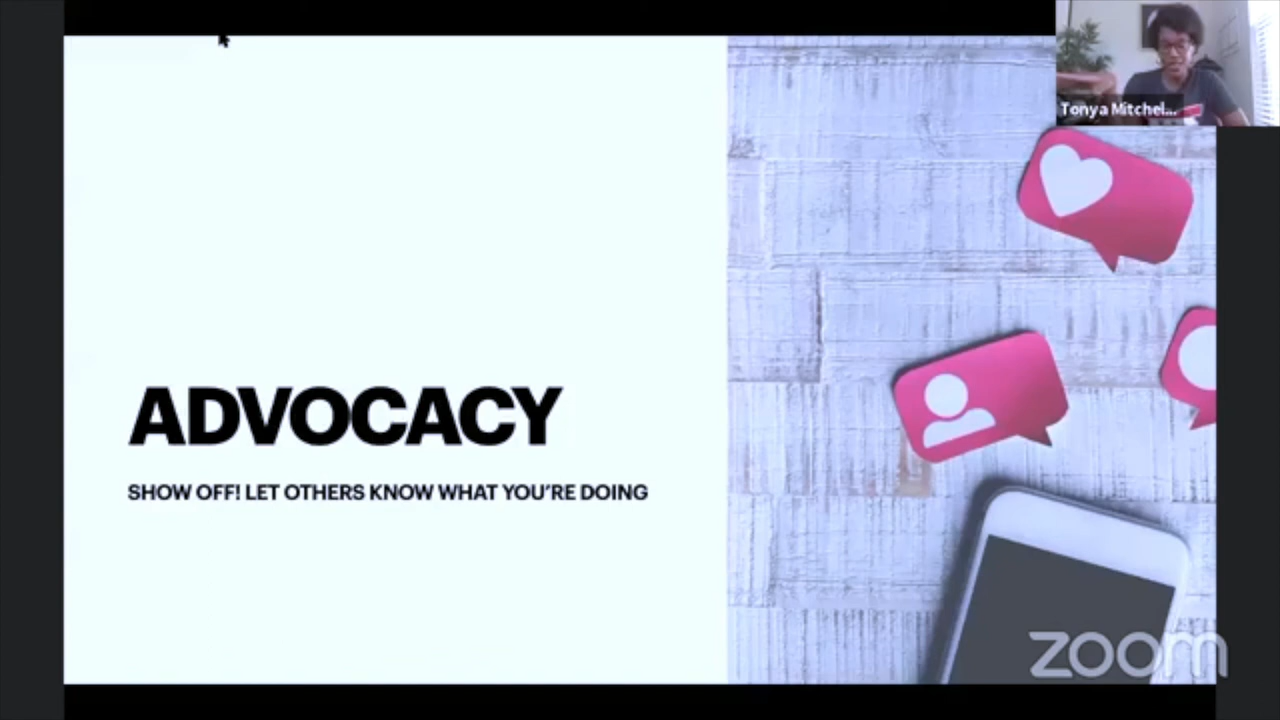 Tonya Mitchel...
ADVOCACY
SHOW OFF! LET OTHERS KNOW WHAT YOU'RE DOING
zoom